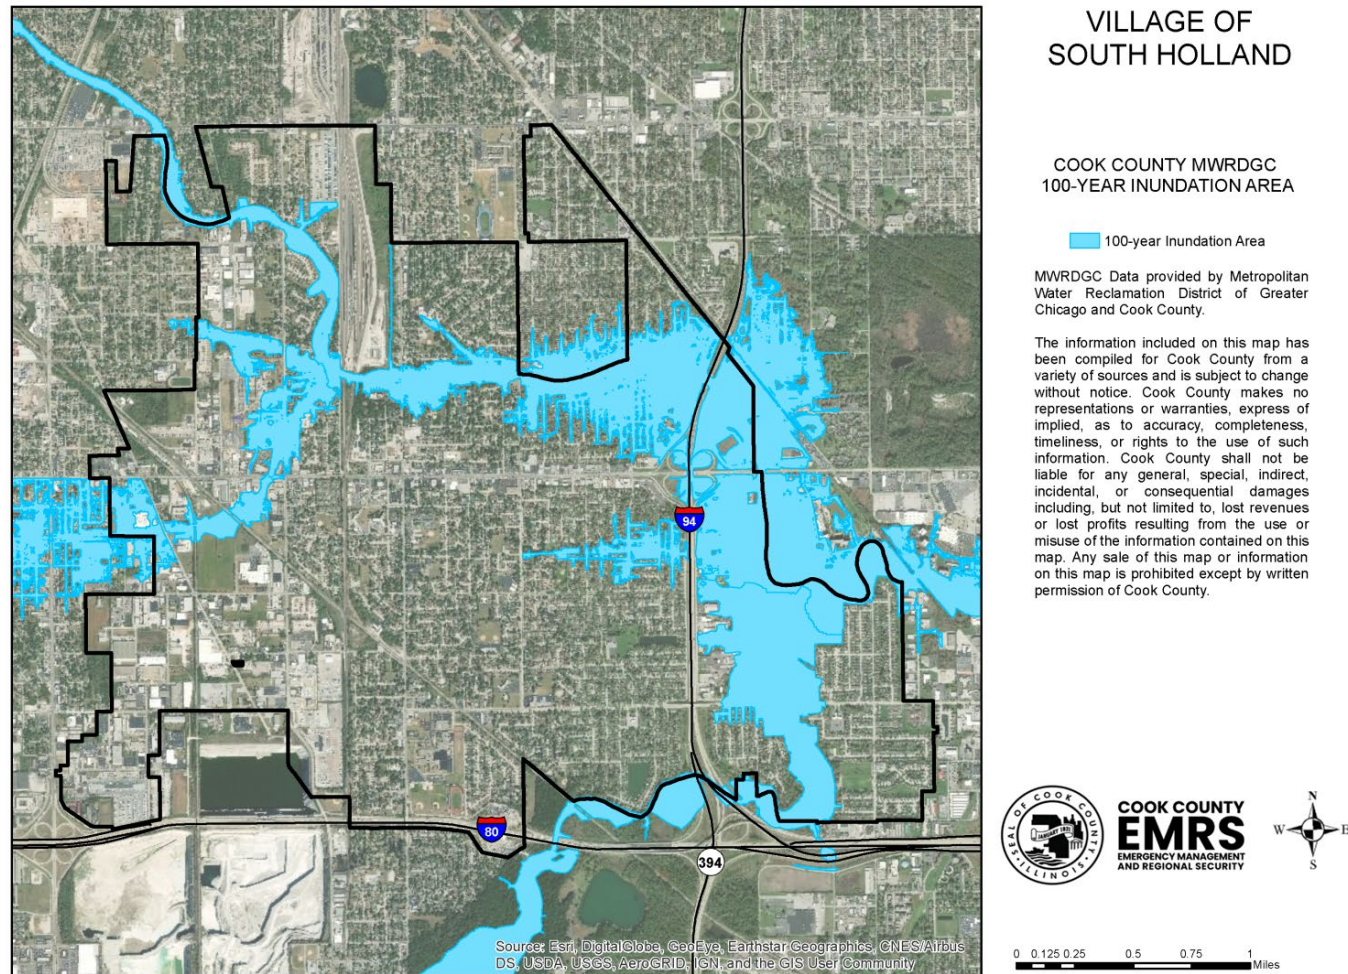 VILLAGE OF
SOUTH HOLLAND
COOK COUNTY MWRDGC
100-YEAR INUNDATION AREA
100-year Inundation Area
MWRDGC Data provided by Metropolitan
Water Reclamation District of Greater
Chicago and Cook County.
The information included on this map has
been compiled for Cook County from a
variety of sources and is subject to change
without notice. Cook County makes no
representations or warranties, express of
implied, as to accuracy, completeness,
timeliness, or rights to the use of such
information. Cook County shall not be
liable for any general, special, indirect,
incidental, or consequential damages
including, but not limited to, lost revenues
or lost profits resulting from the use or
misuse of the information contained on this
map. Any sale of this map or information
on this map is prohibited except by written
permission of Cook County.
94
80
394
SEAL OF COOK COUNTY
JANUARY 1831
ILLINOIS
COOK COUNTY
EMRS
EMERGENCY MANAGEMENT
AND REGIONAL SECURITY
N
W E
S
0 0.125 0.25 0.5 0.75 1
Miles
Source: Esri, DigitalGlobe, GeoEye, Earthstar Geographics, CNES/Airbus
DS, USDA, USGS, AeroGRID, IGN, and the GIS User Community